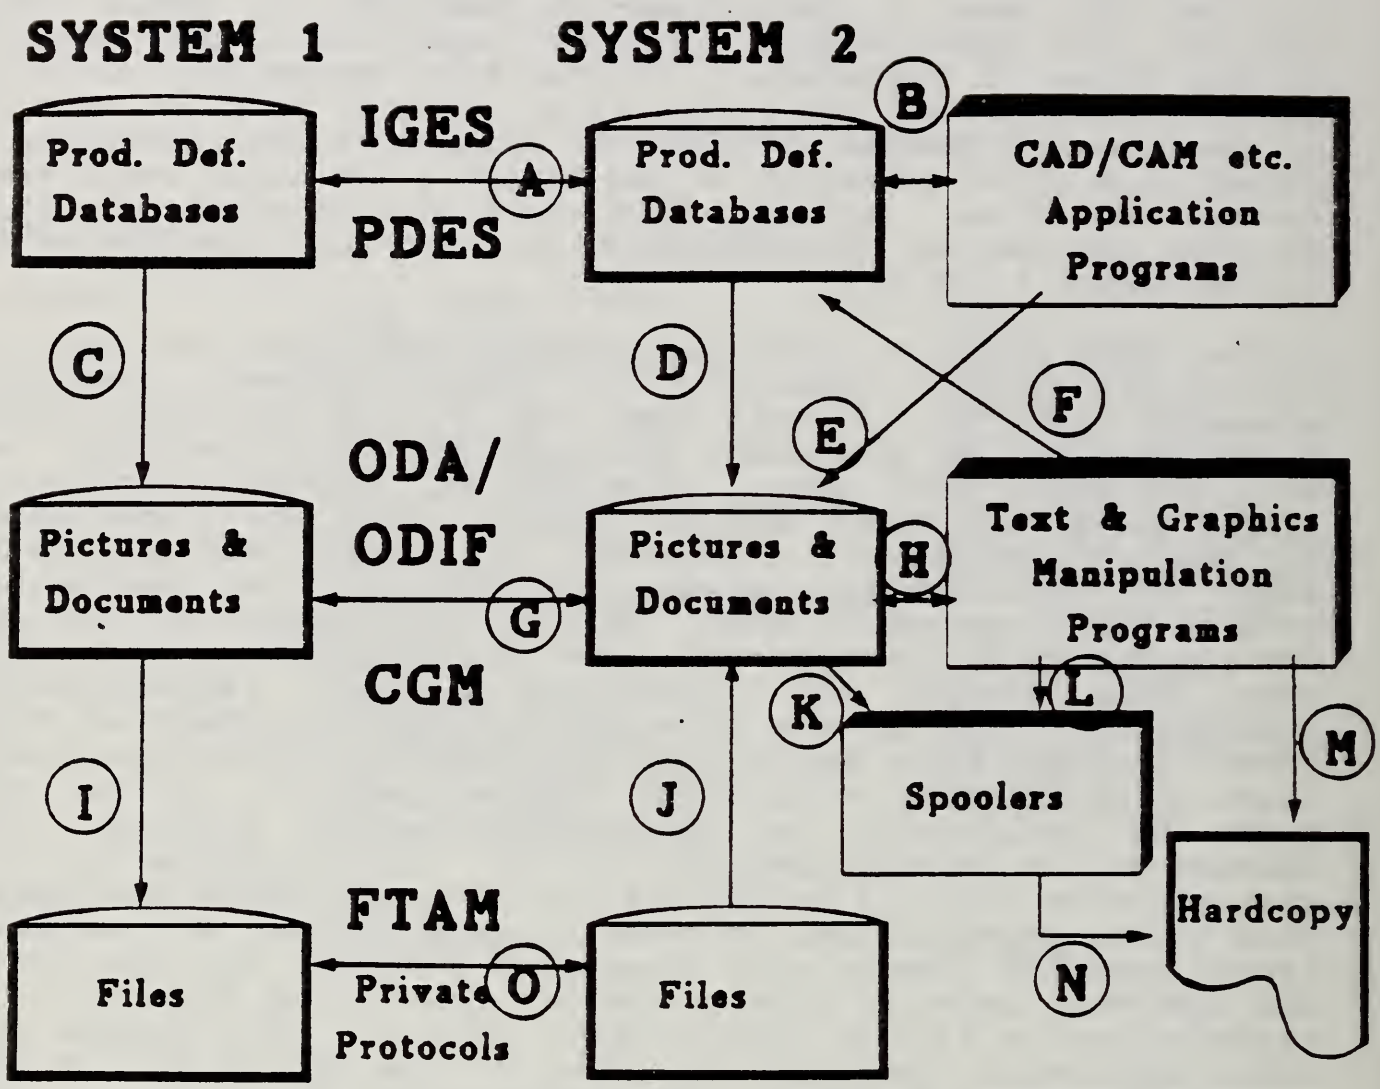 SYSTEM 1
SYSTEM 2
IGES
A
PDES
B
Prod. Def.
Databases
Prod. Def.
Databases
CAD/CAM etc.
Application
Programs
C
D
E
F
ODA/
ODIF
G
CGM
Pictures &
Documents
Pictures &
Documents
H
Text & Graphics
Manipulation
Programs
I
J
K
L
M
Spoolers
Hardcopy
N
FTAM
O
Private
Protocols
Files
Files